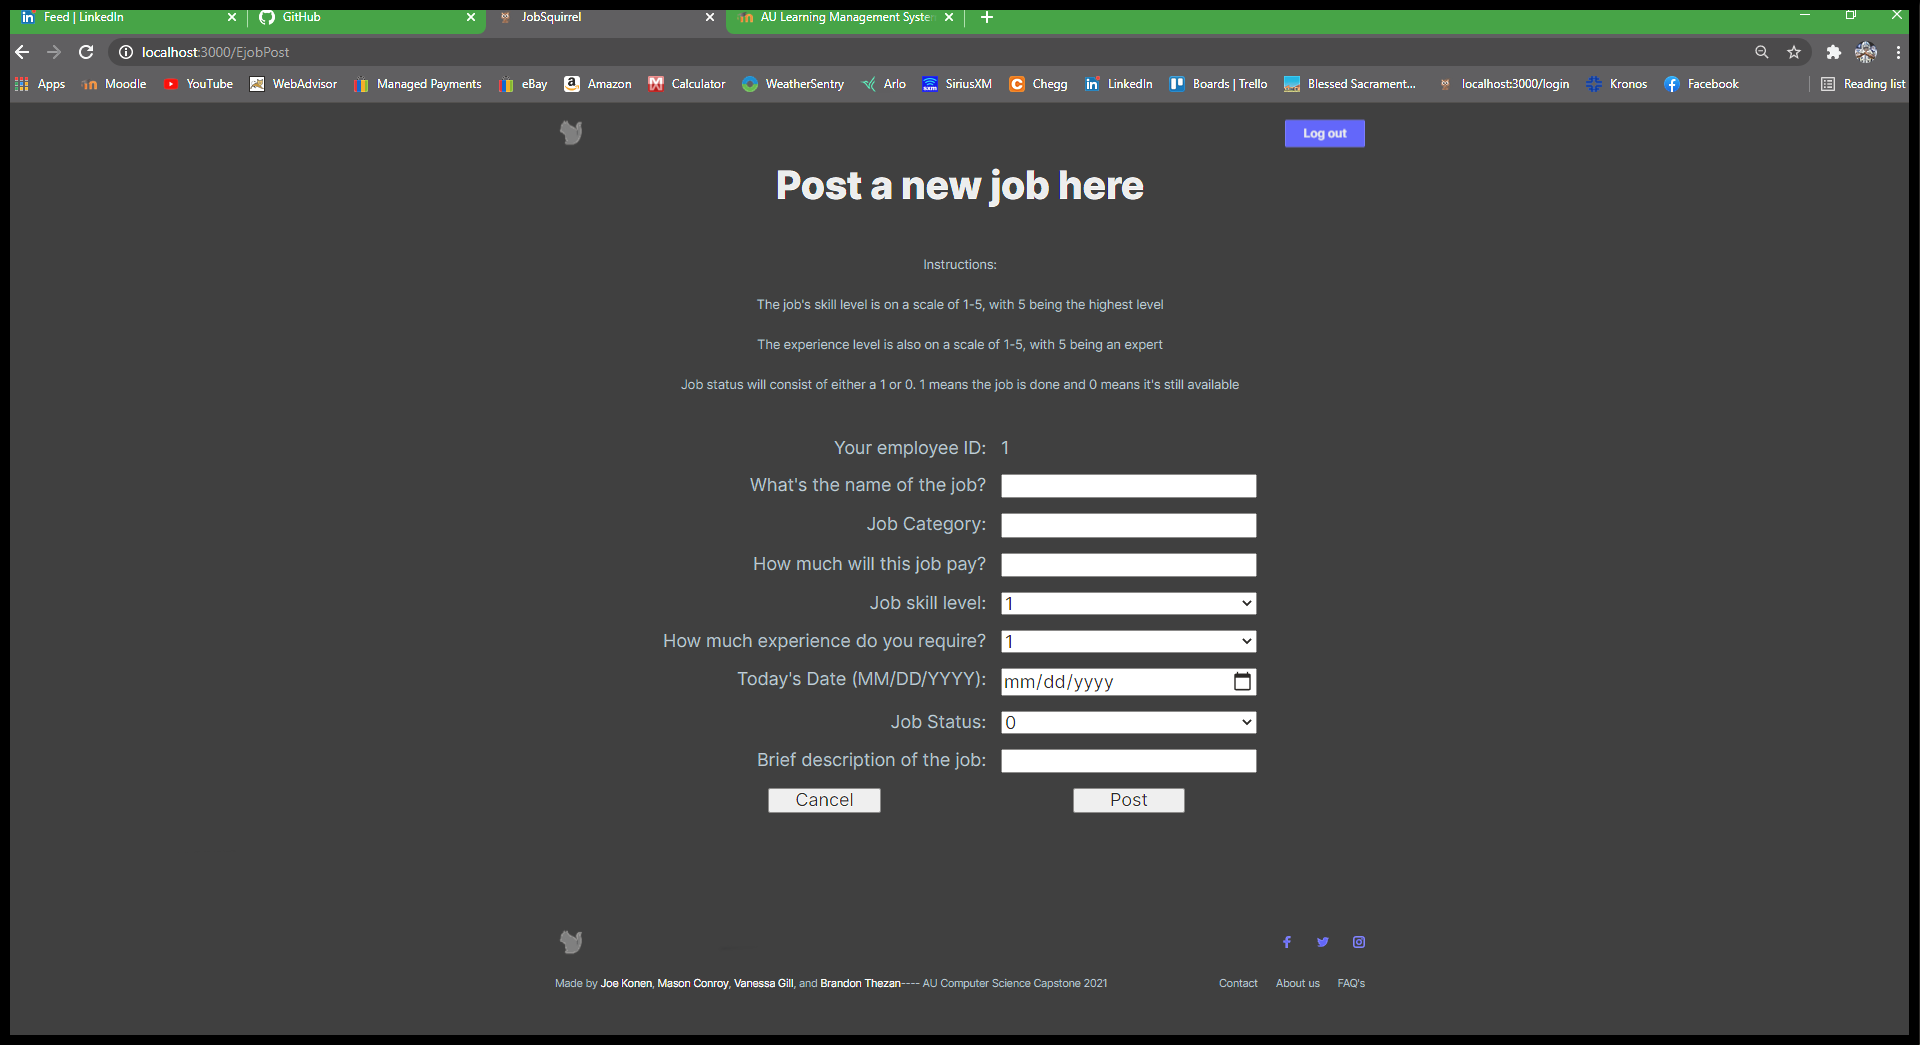 Feed | LinkedIn
GitHub
JobSquirrel
AU Learning Management System
localhost:3000/EjobPost
Apps
Moodle
YouTube
WebAdvisor
Managed Payments
eBay
Amazon
Calculator
WeatherSentry
Arlo
SiriusXM
Chegg
LinkedIn
Boards | Trello
Blessed Sacrament...
localhost:3000/login
Kronos
Facebook
Reading list
Log out
Post a new job here
Instructions:
The job's skill level is on a scale of 1-5, with 5 being the highest level
The experience level is also on a scale of 1-5, with 5 being an expert
Job status will consist of either a 1 or 0. 1 means the job is done and 0 means it's still available
Your employee ID: 1
What's the name of the job?
Job Category:
How much will this job pay?
Job skill level: 1
How much experience do you require? 1
Today's Date (MM/DD/YYYY): mm/dd/yyyy
Job Status: 0
Brief description of the job:
Cancel Post
Made by Joe Konen, Mason Conroy, Vanessa Gill, and Brandon Thezan---- AU Computer Science Capstone 2021
Contact About us FAQ's